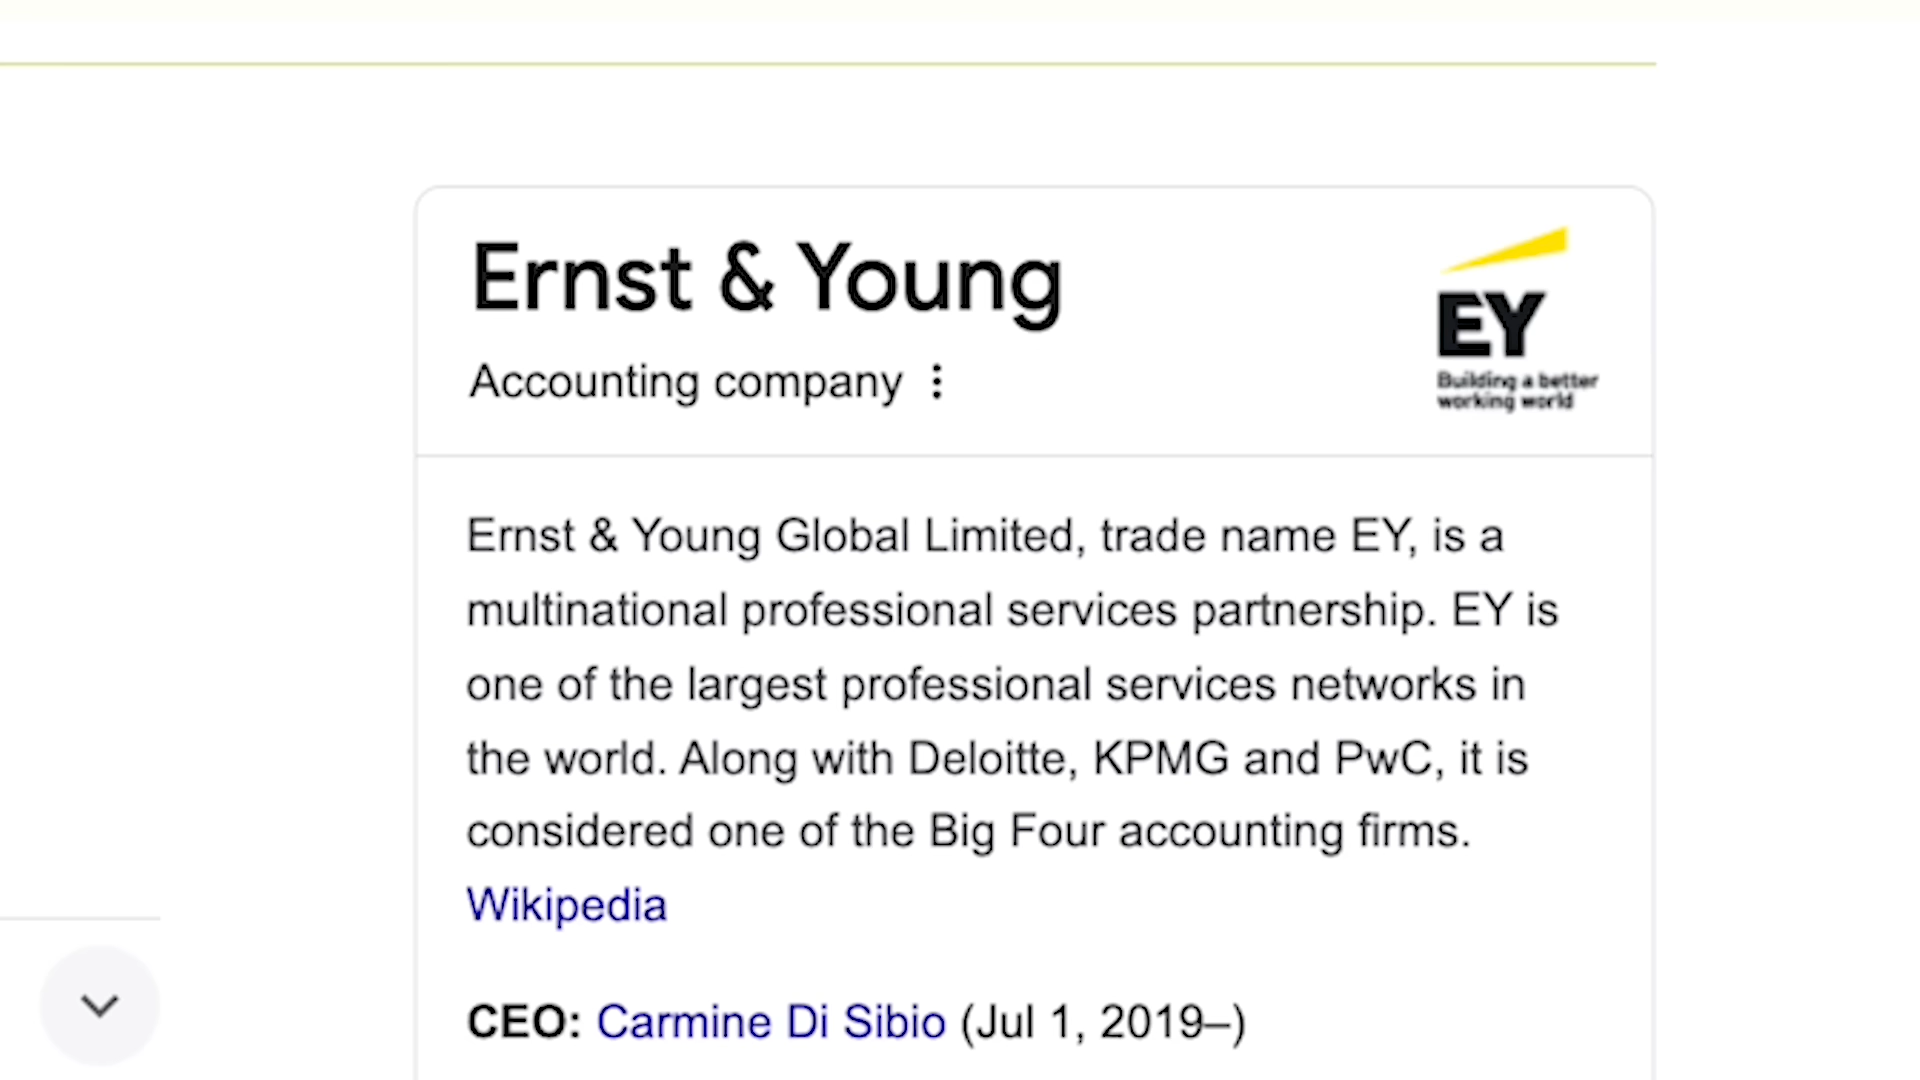 Ernst & Young
Accounting company
EY
Building a better
working world
Ernst & Young Global Limited, trade name EY, is a
multinational professional services partnership. EY is
one of the largest professional services networks in
the world. Along with Deloitte, KPMG and PwC, it is
considered one of the Big Four accounting firms.
Wikipedia
CEO: Carmine Di Sibio (Jul 1, 2019–)